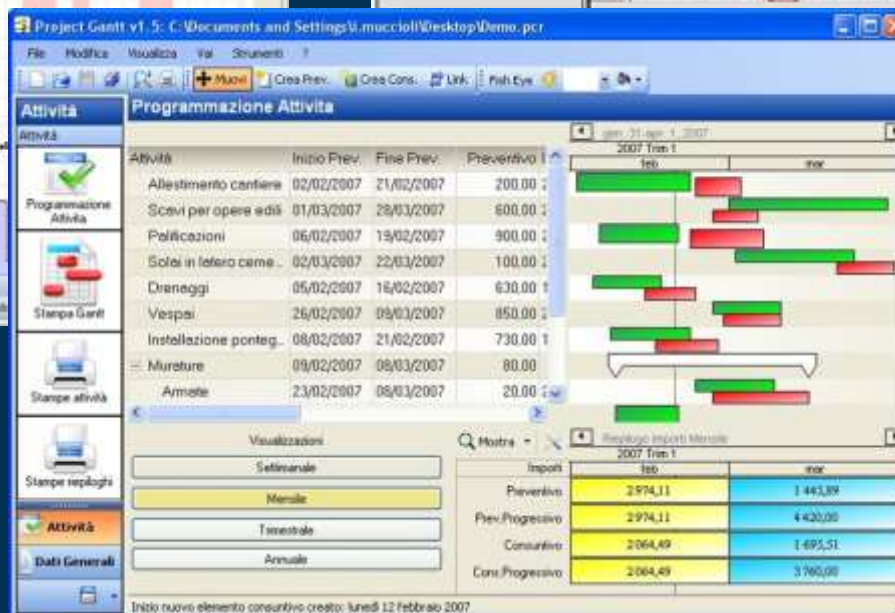 Project Gantt v1.5: C:\Documents and Settings\i.muccioli\Desktop\Demo.pcr
File Modifica Visualizza Vai Strumenti ?
Muovi Crea Prev. Crea Cons. Link Fish Eye
Attività
Programmazione Attivita
Attività
gen 31-apr 1, 2007
2007 Trim 1
feb mar
Attività Inizio Prev. Fine Prev. Preventivo
Allestimento cantiere 02/02/2007 21/02/2007 200,00
Scavi per opere edili 01/03/2007 28/03/2007 600,00
Palificazioni 06/02/2007 19/02/2007 900,00
Solai in latero ceme... 02/03/2007 22/03/2007 100,00
Drenaggi 05/02/2007 16/02/2007 630,00
Vespai 26/02/2007 09/03/2007 850,00
Installazione ponteg... 08/02/2007 21/02/2007 730,00
Murature 09/02/2007 08/03/2007 80,00
Armate 23/02/2007 08/03/2007 20,00
Programmazione
Attivita
Stampa Gantt
Stampe attività
Stampe riepiloghi
Attività
Dati Generali
Visualizzazioni
Settimanale
Mensile
Trimestrale
Annuale
Mostra
Riepilogo importi Mensile
2007 Trim 1
Importi feb mar
Preventivo 2 974,11 1 443,89
Prev.Progressivo 2 974,11 4 420,00
Consuntivo 2 064,49 1 695,51
Cons.Progressivo 2 064,49 3 760,00
Inizio nuovo elemento consuntivo creato: lunedì 12 febbraio 2007